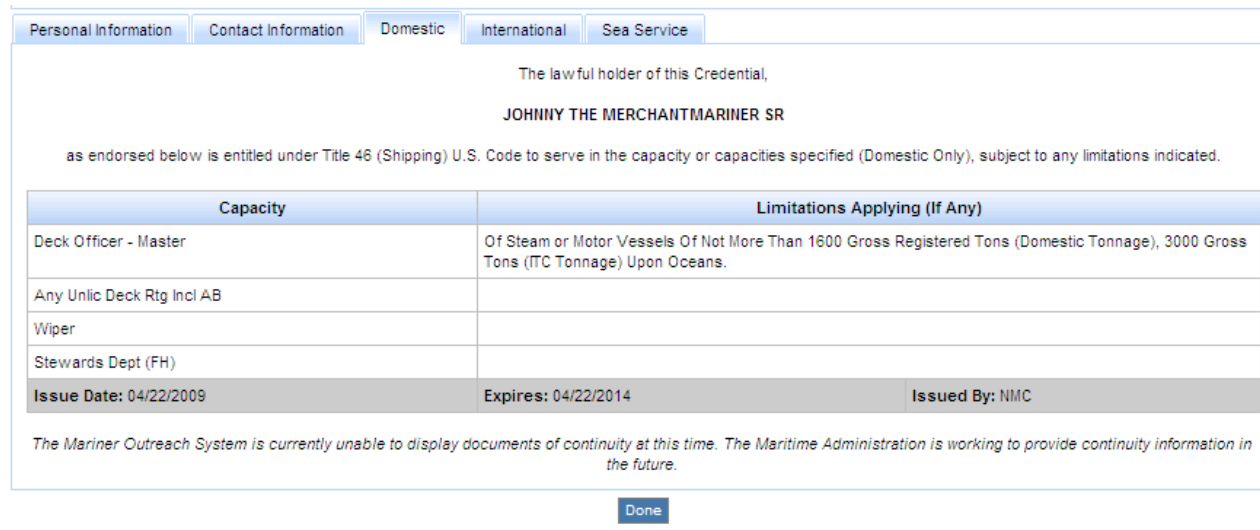 Personal Information Contact Information Domestic International Sea Service
The lawful holder of this Credential,
JOHNNY THE MERCHANTMARINER SR
as endorsed below is entitled under Title 46 (Shipping) U.S. Code to serve in the capacity or capacities specified (Domestic Only), subject to any limitations indicated.
Capacity Limitations Applying (If Any)
Deck Officer - Master Of Steam or Motor Vessels Of Not More Than 1600 Gross Registered Tons (Domestic Tonnage), 3000 Gross
Tons (ITC Tonnage) Upon Oceans.
Any Unlic Deck Rtg Incl AB
Wiper
Stewards Dept (FH)
Issue Date: 04/22/2009 Expires: 04/22/2014 Issued By: NMC
The Mariner Outreach System is currently unable to display documents of continuity at this time. The Maritime Administration is working to provide continuity information in
the future.
Done